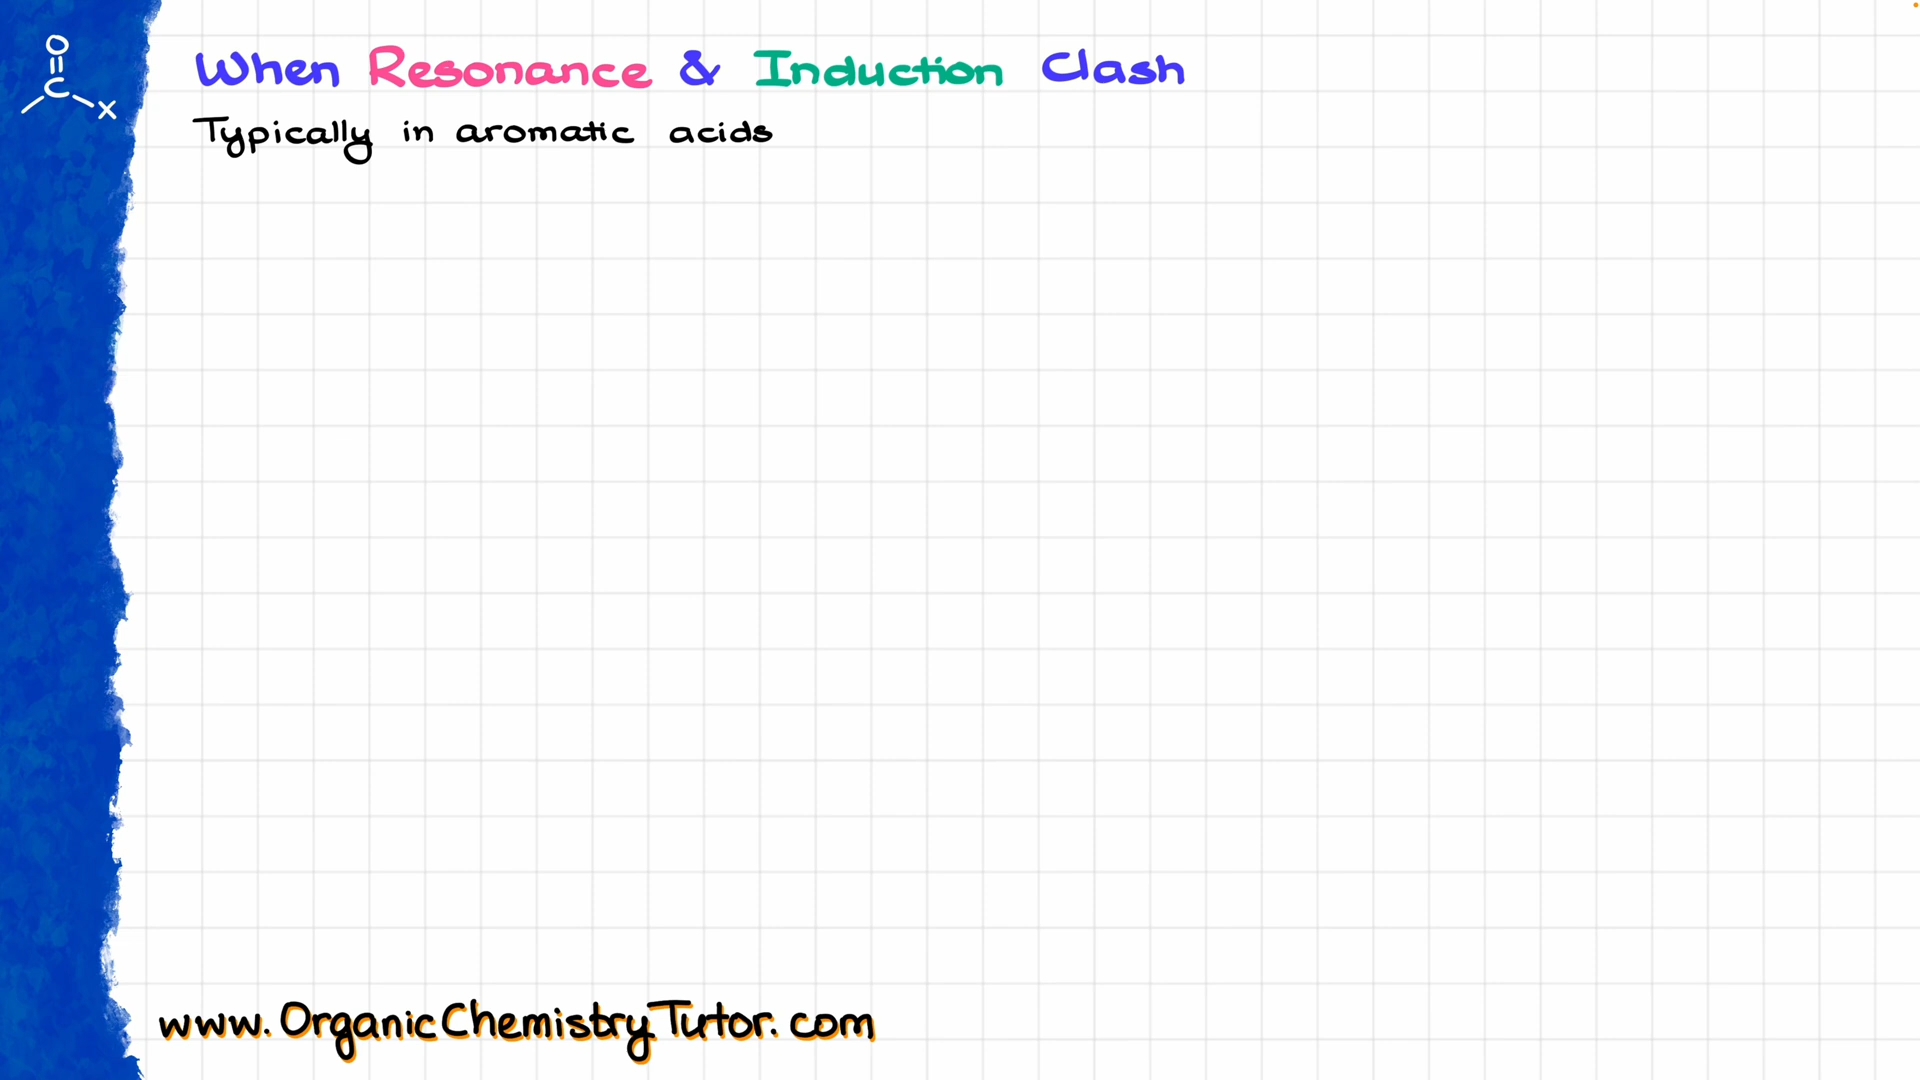 O
C
X
When Resonance & Induction Clash
Typically in aromatic acids
www.OrganicChemistryTutor.com